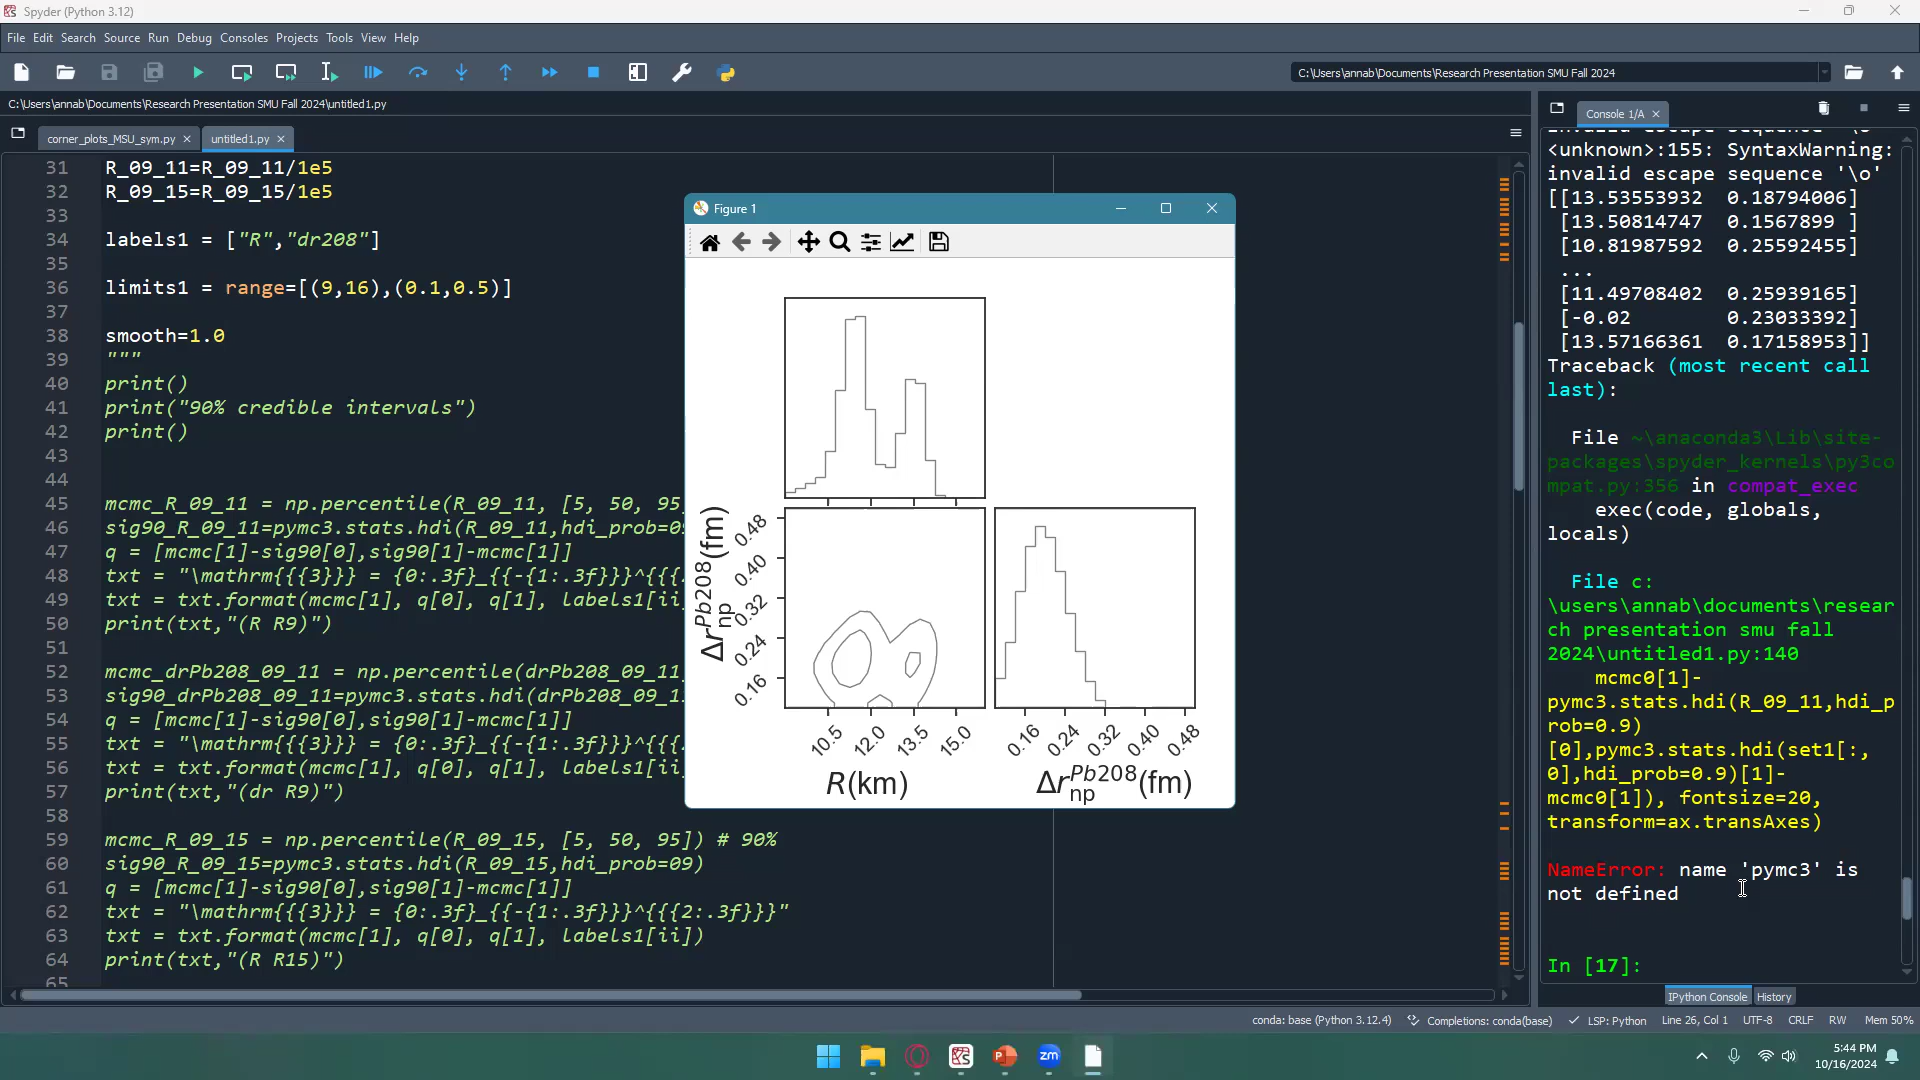 Spyder (Python 3.12)
File Edit Search Source Run Debug Consoles Projects Tools View Help
C:\Users\annab\Documents\Research Presentation SMU Fall 2024
C:\Users\annab\Documents\Research Presentation SMU Fall 2024\untitled1.py
corner_plots_MSU_sym.py
untitled1.py
31 R_09_11=R_09_11/1e5
32 R_09_15=R_09_15/1e5
33
34 labels1 = ["R","dr208"]
35
36 limits1 = range=[(9,16),(0.1,0.5)]
37
38 smooth=1.0
39 """
40 print()
41 print("90% credible intervals")
42 print()
43
44
45 mcmc_R_09_11 = np.percentile(R_09_11, [5, 50, 95
46 sig90_R_09_11=pymc3.stats.hdi(R_09_11,hdi_prob=09
47 q = [mcmc[1]-sig90[0],sig90[1]-mcmc[1]]
48 txt = "\mathrm{{{3}}} = {0:.3f}_{{-{1:.3f}}}^{{{2
49 txt = txt.format(mcmc[1], q[0], q[1], labels1[ii]
50 print(txt,"(R R9)")
51
52 mcmc_drPb208_09_11 = np.percentile(drPb208_09_11
53 sig90_drPb208_09_11=pymc3.stats.hdi(drPb208_09_1
54 q = [mcmc[1]-sig90[0],sig90[1]-mcmc[1]]
55 txt = "\mathrm{{{3}}} = {0:.3f}_{{-{1:.3f}}}^{{{2
56 txt = txt.format(mcmc[1], q[0], q[1], labels1[ii]
57 print(txt,"(dr R9)")
58
59 mcmc_R_09_15 = np.percentile(R_09_15, [5, 50, 95]) # 90%
60 sig90_R_09_15=pymc3.stats.hdi(R_09_15,hdi_prob=09)
61 q = [mcmc[1]-sig90[0],sig90[1]-mcmc[1]]
62 txt = "\mathrm{{{3}}} = {0:.3f}_{{-{1:.3f}}}^{{{2:.3f}}}"
63 txt = txt.format(mcmc[1], q[0], q[1], labels1[ii])
64 print(txt,"(R R15)")
65
Figure 1
Δr_np^Pb208(fm)
0.48
0.40
0.32
0.24
0.16
10.5 12.0 13.5 15.0
R(km)
0.16 0.24 0.32 0.40 0.48
Δr_np^Pb208(fm)
Console 1/A
invalid escape sequence '\o'
<unknown>:155: SyntaxWarning:
invalid escape sequence '\o'
[[13.53553932 0.18794006]
[13.50814747 0.1567899 ]
[10.81987592 0.25592455]
...
[11.49708402 0.25939165]
[-0.02 0.23033392]
[13.57166361 0.17158953]]
Traceback (most recent call
last):
File ~\anaconda3\Lib\site-
packages\spyder_kernels\py3co
mpat.py:356 in compat_exec
exec(code, globals,
locals)
File c:
\users\annab\documents\resear
ch presentation smu fall
2024\untitled1.py:140
mcmc0[1]-
pymc3.stats.hdi(R_09_11,hdi_p
rob=0.9)
[0],pymc3.stats.hdi(set1[:,
0],hdi_prob=0.9)[1]-
mcmc0[1]), fontsize=20,
transform=ax.transAxes)
NameError: name 'pymc3' is
not defined
In [17]:
IPython Console History
conda: base (Python 3.12.4) Completions: conda(base) LSP: Python Line 26, Col 1 UTF-8 CRLF RW Mem 50%
zm
5:44 PM
10/16/2024